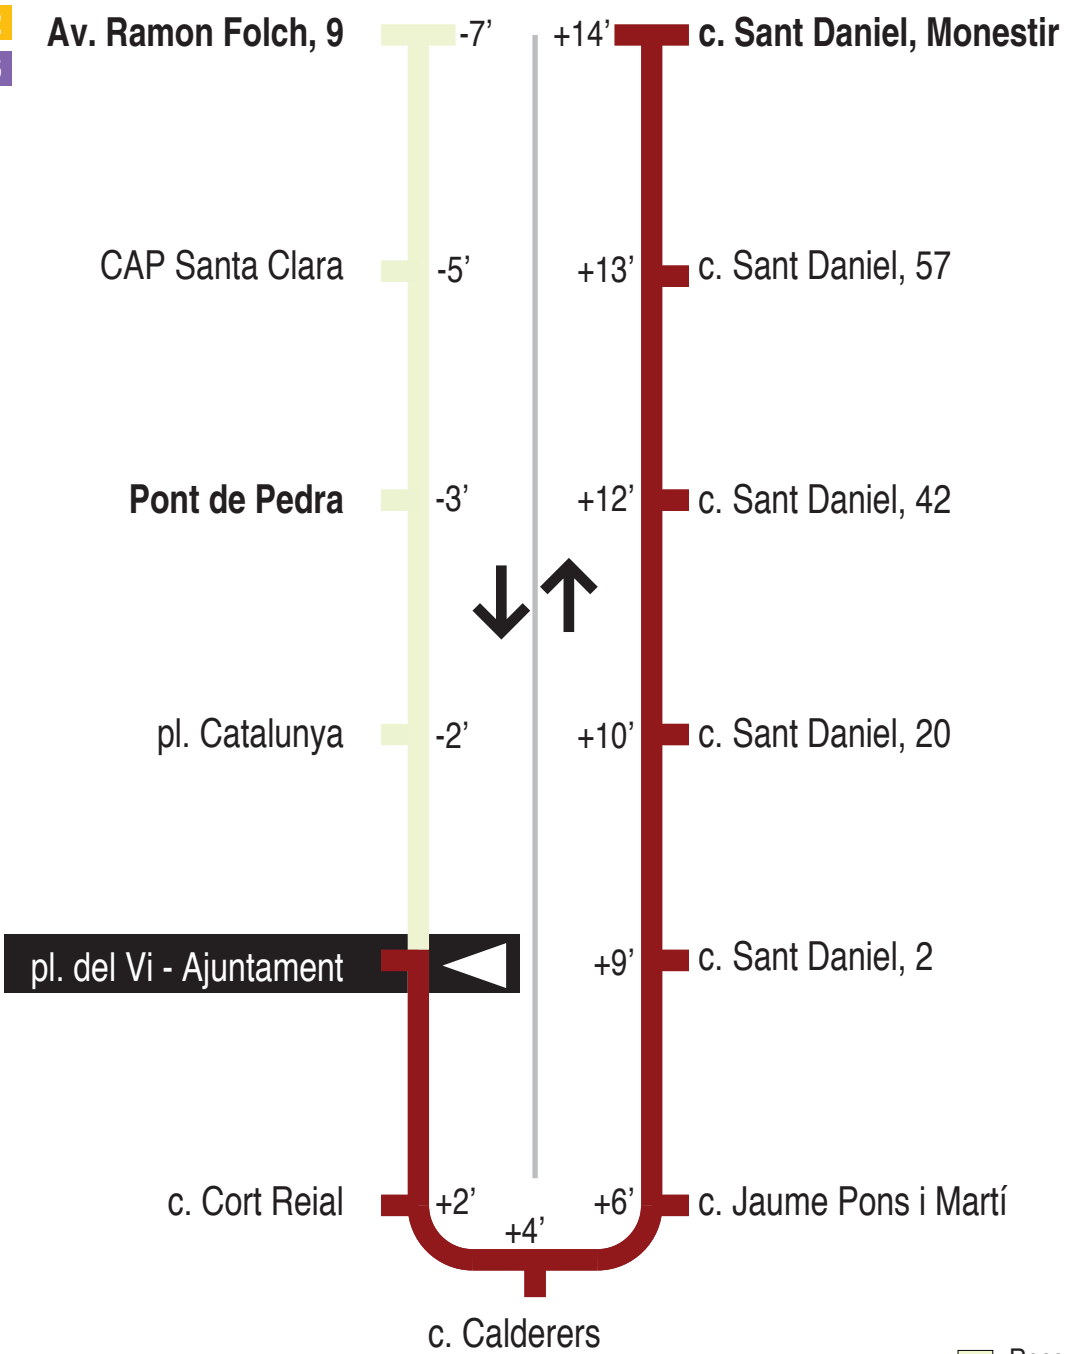 Av. Ramon Folch, 9 -7’ +14’ c. Sant Daniel, Monestir
CAP Santa Clara -5’ +13’ c. Sant Daniel, 57
Pont de Pedra -3’ +12’ c. Sant Daniel, 42
pl. Catalunya -2’ +10’ c. Sant Daniel, 20
pl. del Vi - Ajuntament +9’ c. Sant Daniel, 2
c. Cort Reial +2’ +6’ c. Jaume Pons i Martí
+4’
c. Calderers